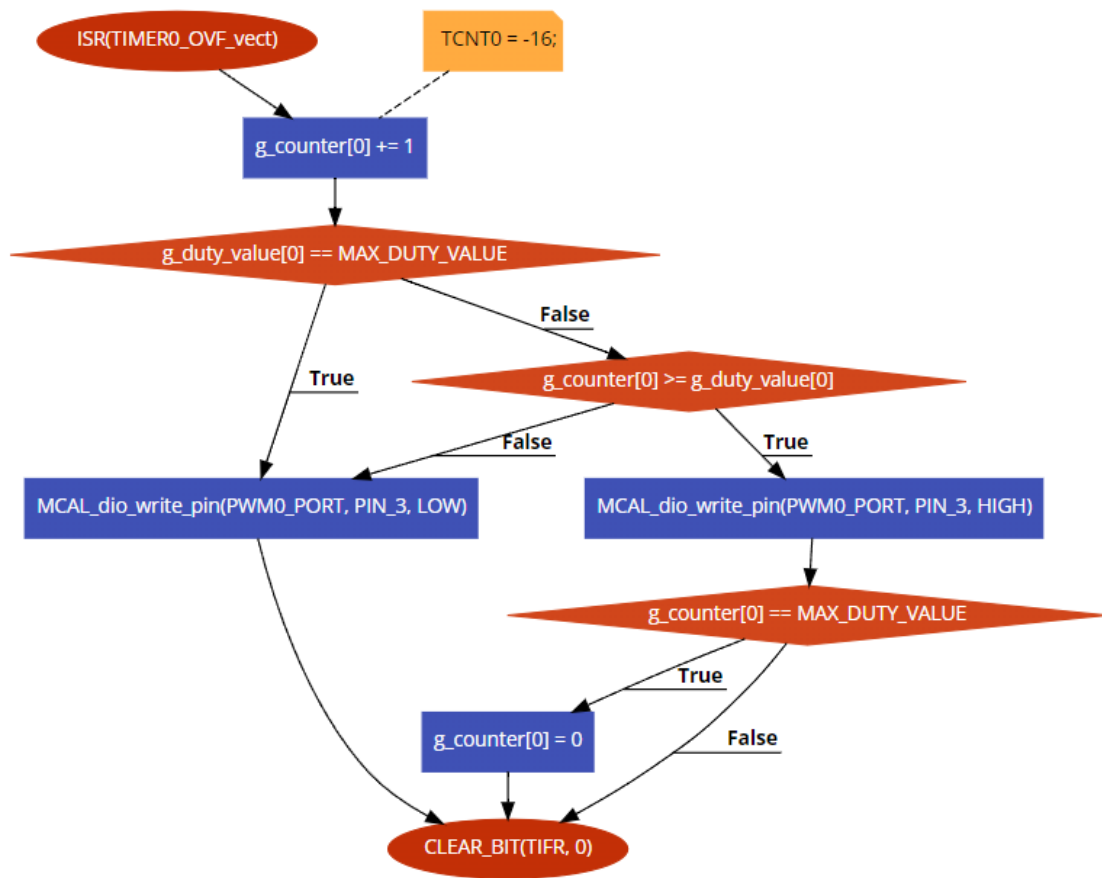 ISR(TIMER0_OVF_vect)
TCNT0 = -16;
g_counter[0] += 1
g_duty_value[0] == MAX_DUTY_VALUE
False
True
g_counter[0] >= g_duty_value[0]
False
True
MCAL_dio_write_pin(PWM0_PORT, PIN_3, LOW)
MCAL_dio_write_pin(PWM0_PORT, PIN_3, HIGH)
g_counter[0] == MAX_DUTY_VALUE
True
False
g_counter[0] = 0
CLEAR_BIT(TIFR, 0)